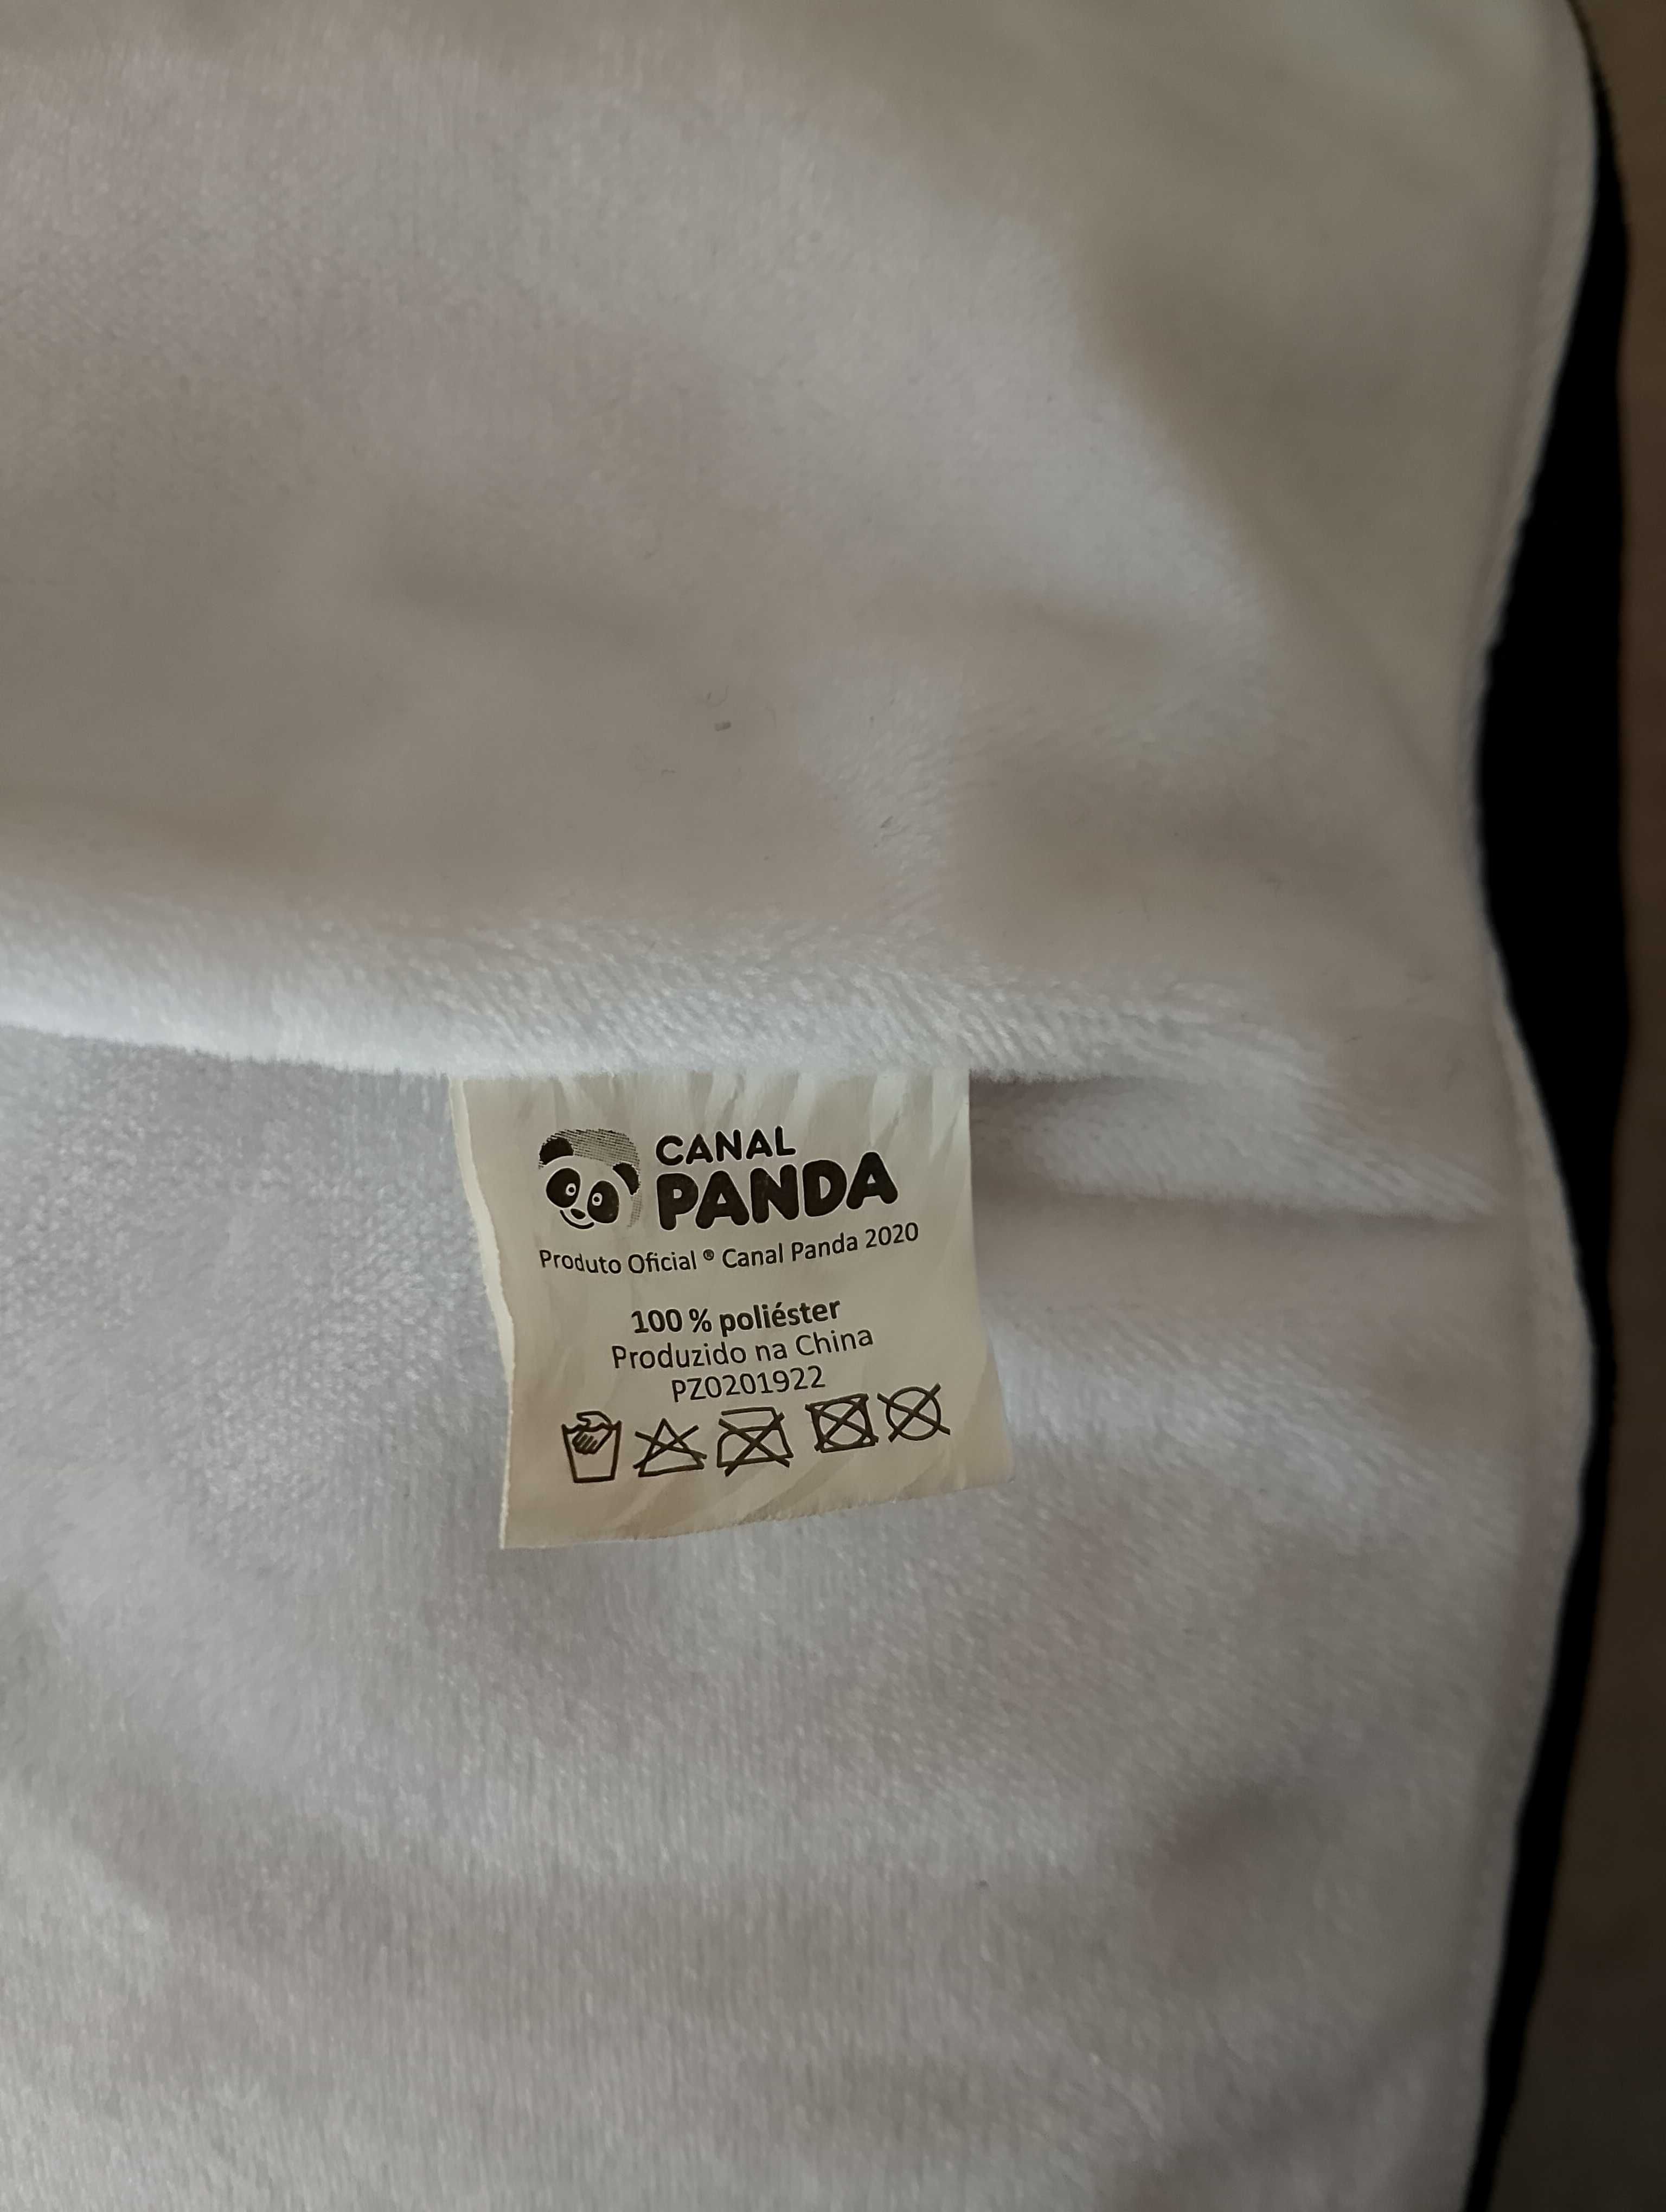 CANAL
PANDA
Produto Oficial ® Canal Panda 2020
100 % poliéster
Produzido na China
PZ0201922